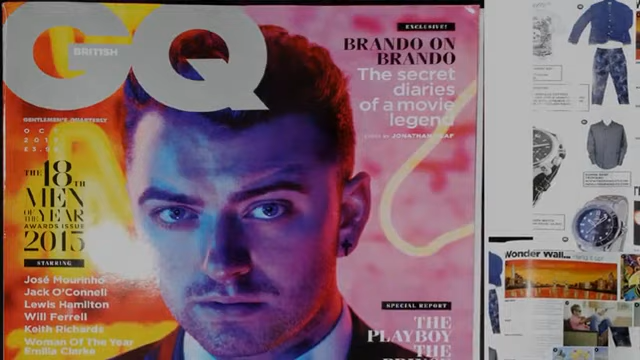 GQ
BRITISH
GENTLEMEN'S QUARTERLY
EXCLUSIVE!
BRANDO ON
BRANDO
The secret
diaries
of a movie
legend
THE 18TH
MEN
OF THE YEAR
AWARDS ISSUE
2015
STARRING
José Mourinho
Jack O'Connell
Lewis Hamilton
Will Ferrell
Keith Richards
Woman Of The Year
Emilia Clarke
SPECIAL REPORT
THE
PLAYBOY
THE
Wonder Wall...